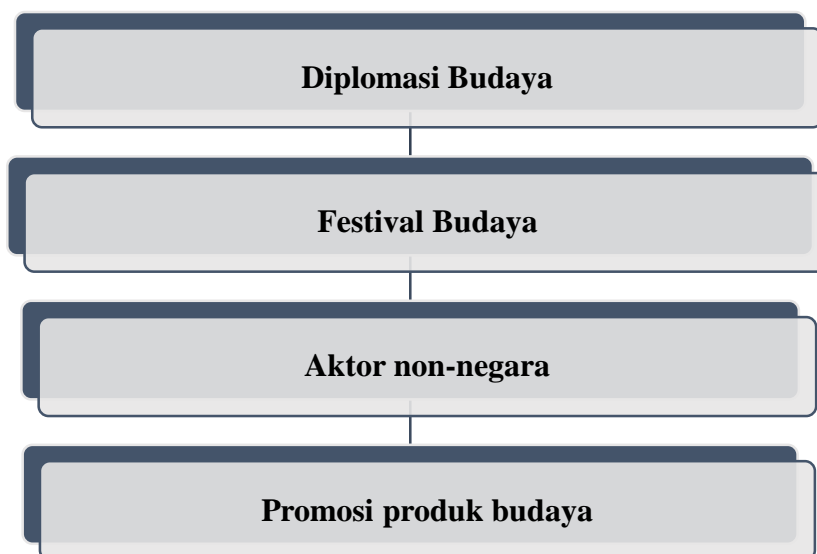 Diplomasi Budaya
Festival Budaya
Aktor non-negara
Promosi produk budaya